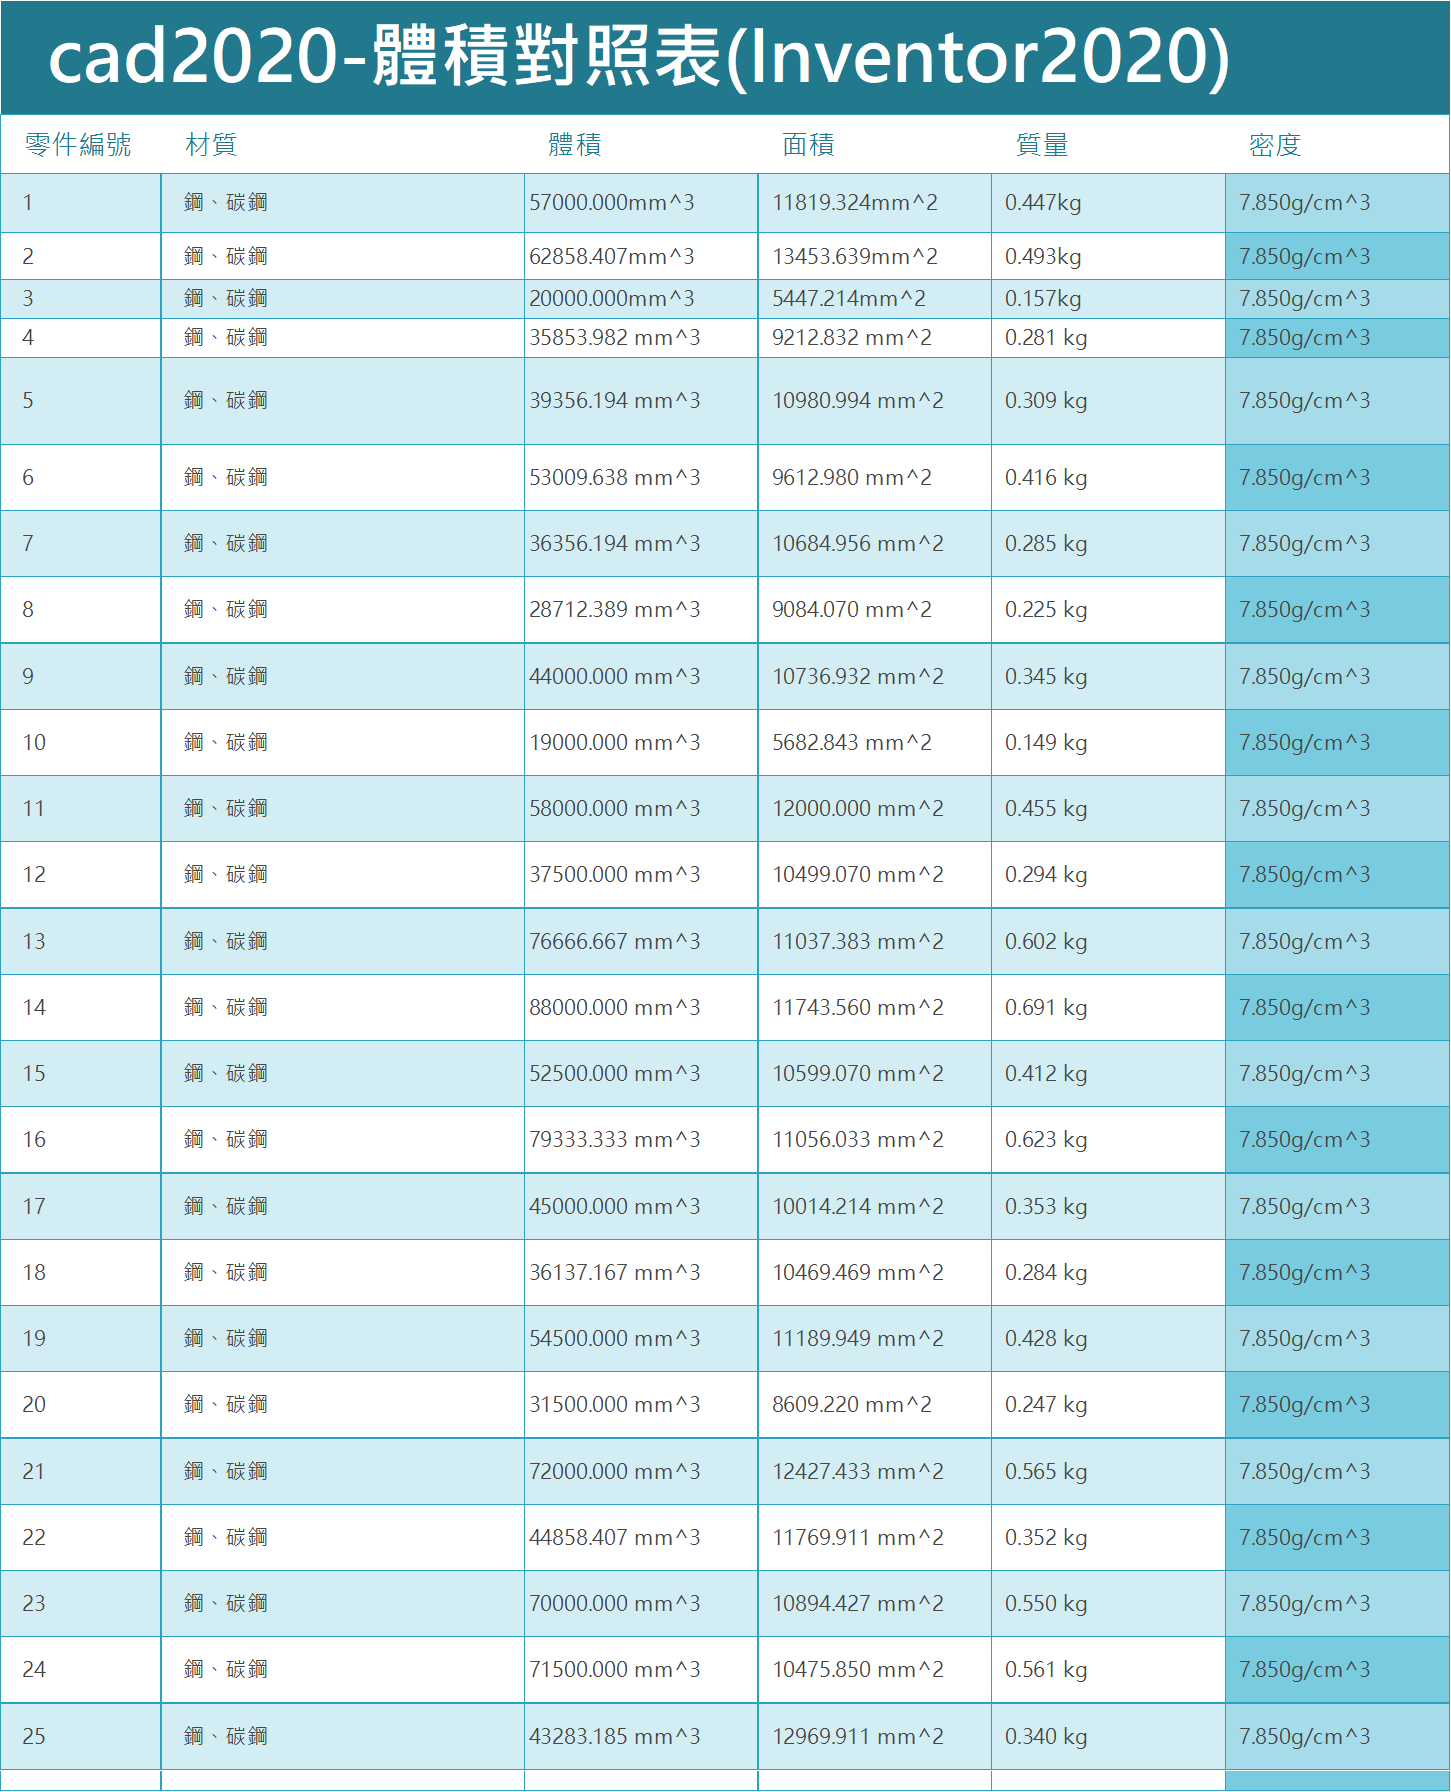 cad2020-體積對照表(Inventor2020)
零件編號 材質 體積 面積 質量 密度
1 鋼、碳鋼 57000.000mm^3 11819.324mm^2 0.447kg 7.850g/cm^3
2 鋼、碳鋼 62858.407mm^3 13453.639mm^2 0.493kg 7.850g/cm^3
3 鋼、碳鋼 20000.000mm^3 5447.214mm^2 0.157kg 7.850g/cm^3
4 鋼、碳鋼 35853.982 mm^3 9212.832 mm^2 0.281 kg 7.850g/cm^3
5 鋼、碳鋼 39356.194 mm^3 10980.994 mm^2 0.309 kg 7.850g/cm^3
6 鋼、碳鋼 53009.638 mm^3 9612.980 mm^2 0.416 kg 7.850g/cm^3
7 鋼、碳鋼 36356.194 mm^3 10684.956 mm^2 0.285 kg 7.850g/cm^3
8 鋼、碳鋼 28712.389 mm^3 9084.070 mm^2 0.225 kg 7.850g/cm^3
9 鋼、碳鋼 44000.000 mm^3 10736.932 mm^2 0.345 kg 7.850g/cm^3
10 鋼、碳鋼 19000.000 mm^3 5682.843 mm^2 0.149 kg 7.850g/cm^3
11 鋼、碳鋼 58000.000 mm^3 12000.000 mm^2 0.455 kg 7.850g/cm^3
12 鋼、碳鋼 37500.000 mm^3 10499.070 mm^2 0.294 kg 7.850g/cm^3
13 鋼、碳鋼 76666.667 mm^3 11037.383 mm^2 0.602 kg 7.850g/cm^3
14 鋼、碳鋼 88000.000 mm^3 11743.560 mm^2 0.691 kg 7.850g/cm^3
15 鋼、碳鋼 52500.000 mm^3 10599.070 mm^2 0.412 kg 7.850g/cm^3
16 鋼、碳鋼 79333.333 mm^3 11056.033 mm^2 0.623 kg 7.850g/cm^3
17 鋼、碳鋼 45000.000 mm^3 10014.214 mm^2 0.353 kg 7.850g/cm^3
18 鋼、碳鋼 36137.167 mm^3 10469.469 mm^2 0.284 kg 7.850g/cm^3
19 鋼、碳鋼 54500.000 mm^3 11189.949 mm^2 0.428 kg 7.850g/cm^3
20 鋼、碳鋼 31500.000 mm^3 8609.220 mm^2 0.247 kg 7.850g/cm^3
21 鋼、碳鋼 72000.000 mm^3 12427.433 mm^2 0.565 kg 7.850g/cm^3
22 鋼、碳鋼 44858.407 mm^3 11769.911 mm^2 0.352 kg 7.850g/cm^3
23 鋼、碳鋼 70000.000 mm^3 10894.427 mm^2 0.550 kg 7.850g/cm^3
24 鋼、碳鋼 71500.000 mm^3 10475.850 mm^2 0.561 kg 7.850g/cm^3
25 鋼、碳鋼 43283.185 mm^3 12969.911 mm^2 0.340 kg 7.850g/cm^3